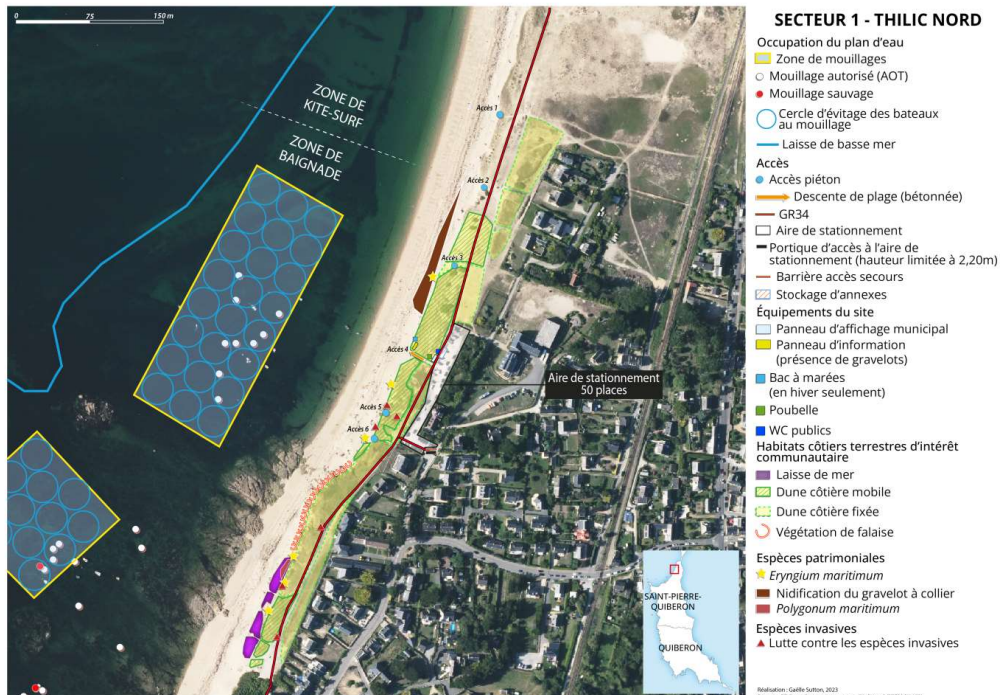 0 75 150 m
ZONE DE
KITE-SURF
ZONE DE
BAIGNADE
Accès 1
Accès 2
Accès 3
Accès 4
Accès 5
Accès 6
Aire de stationnement
50 places
SECTEUR 1 - THILIC NORD
Occupation du plan d'eau
Zone de mouillages
Mouillage autorisé (AOT)
Mouillage sauvage
Cercle d'évitage des bateaux
au mouillage
Laisse de basse mer
Accès
Accès piéton
Descente de plage (bétonnée)
GR34
Aire de stationnement
Portique d'accès à l'aire de
stationnement (hauteur limitée à 2,20m)
Barrière accès secours
Stockage d'annexes
Équipements du site
Panneau d'affichage municipal
Panneau d'information
(présence de gravelots)
Bac à marées
(en hiver seulement)
Poubelle
WC publics
Habitats côtiers terrestres d'intérêt
communautaire
Laisse de mer
Dune côtière mobile
Dune côtière fixée
Végétation de falaise
Espèces patrimoniales
Eryngium maritimum
Nidification du gravelot à collier
Polygonum maritimum
Espèces invasives
Lutte contre les espèces invasives
SAINT-PIERRE-
QUIBERON
QUIBERON
Réalisation : Gaëlle Sutton, 2023